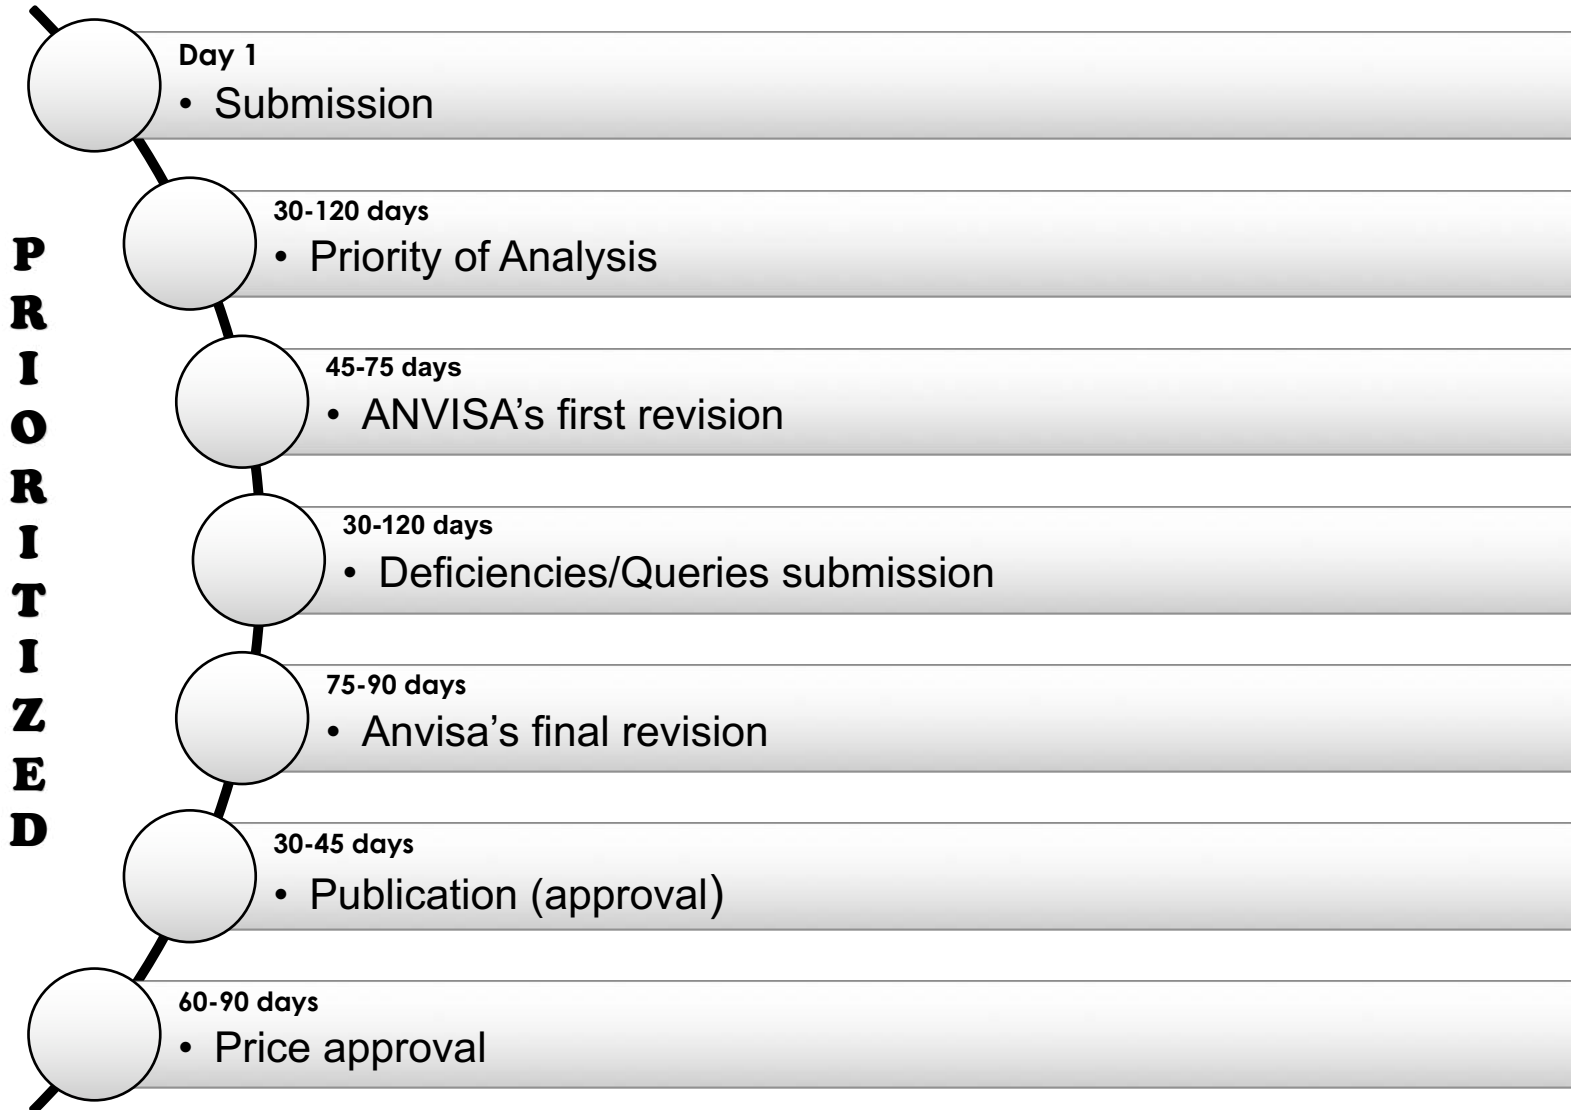 Day 1
• Submission
30-120 days
• Priority of Analysis
45-75 days
• ANVISA’s first revision
30-120 days
• Deficiencies/Queries submission
75-90 days
• Anvisa’s final revision
30-45 days
• Publication (approval)
60-90 days
• Price approval
P
R
I
O
R
I
T
I
Z
E
D